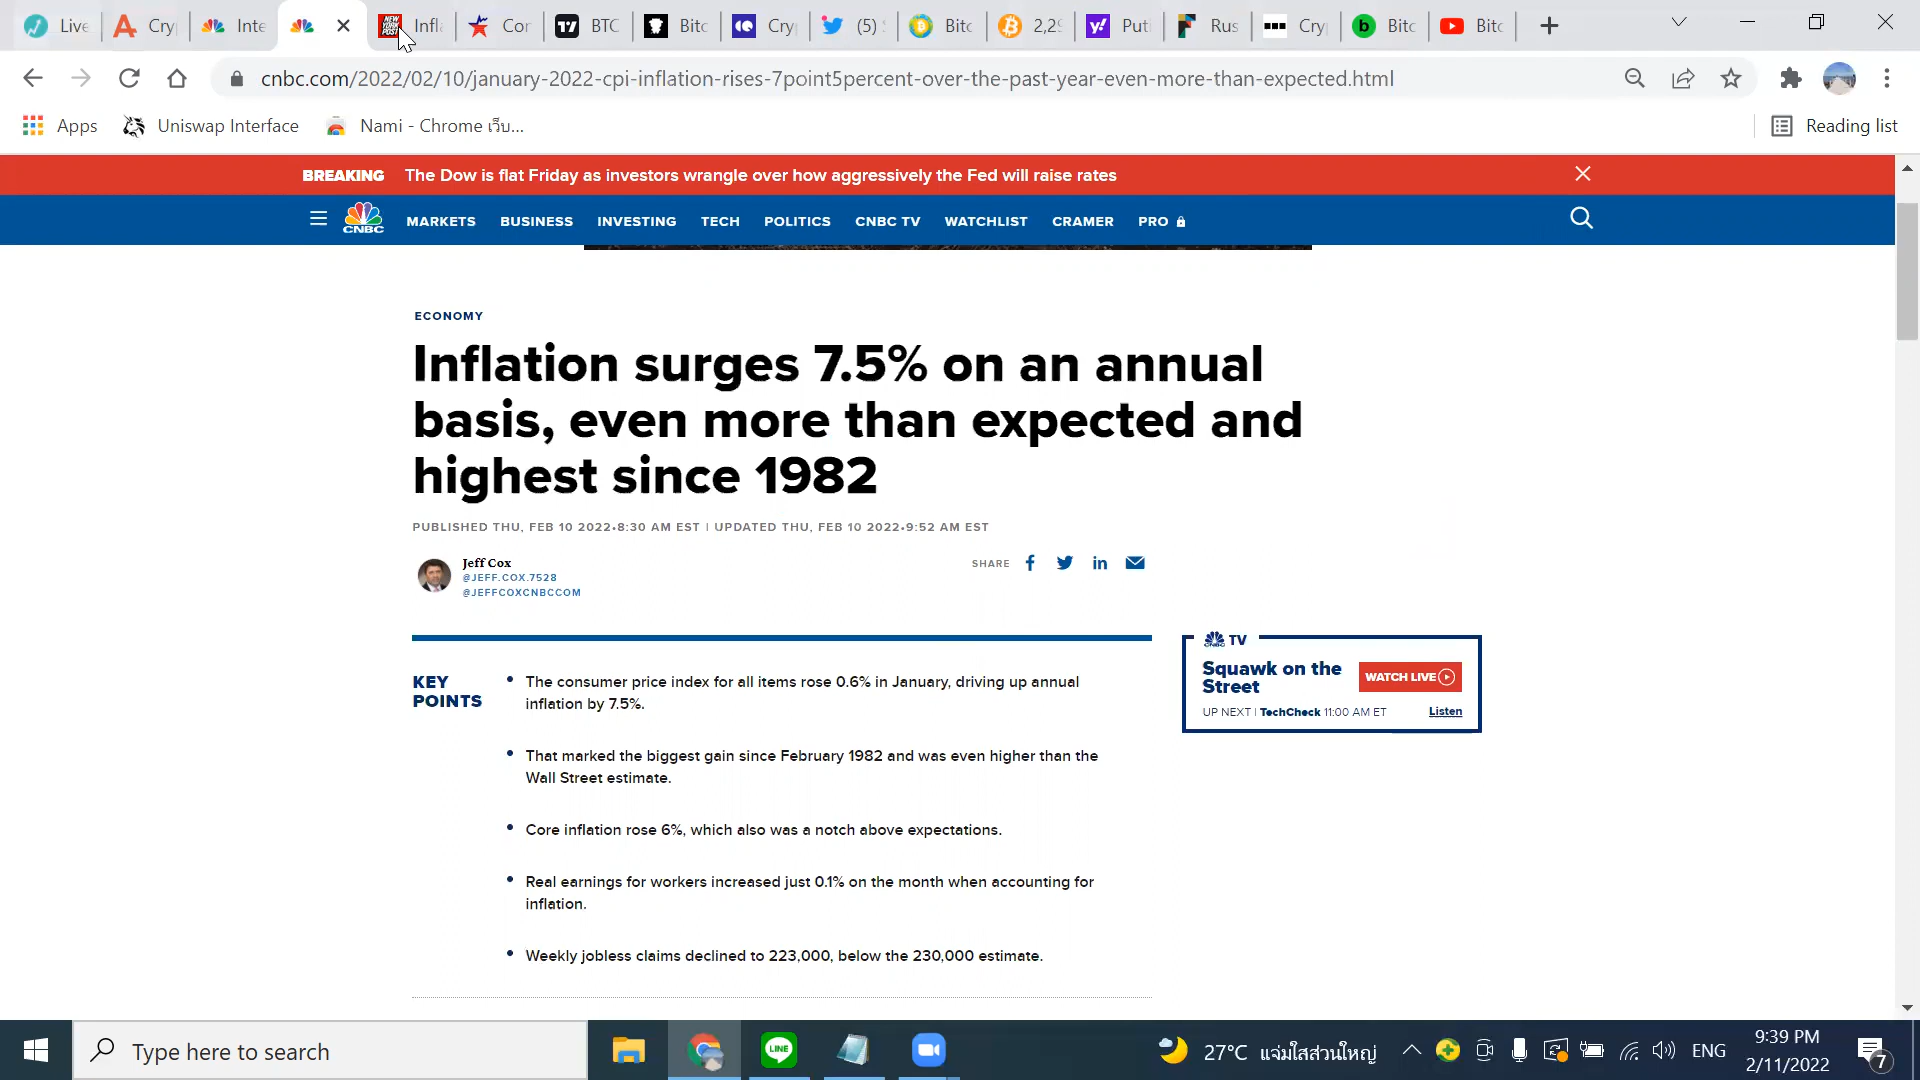 Live
Cry
Inte
Infla
Cor
BTC
Bitc
Cry
(5)
Bitc
2,29
Put
Rus
Cry
Bitc
Bitc
cnbc.com/2022/02/10/january-2022-cpi-inflation-rises-7point5percent-over-the-past-year-even-more-than-expected.html
Apps
Uniswap Interface
Nami - Chrome เว็บ...
Reading list
BREAKING The Dow is flat Friday as investors wrangle over how aggressively the Fed will raise rates
CNBC
MARKETS BUSINESS INVESTING TECH POLITICS CNBC TV WATCHLIST CRAMER PRO
ECONOMY
Inflation surges 7.5% on an annual
basis, even more than expected and
highest since 1982
PUBLISHED THU, FEB 10 2022•8:30 AM EST | UPDATED THU, FEB 10 2022•9:52 AM EST
Jeff Cox
@JEFF.COX.7528
@JEFFCOXCNBCCOM
SHARE
KEY
POINTS
• The consumer price index for all items rose 0.6% in January, driving up annual
inflation by 7.5%.
• That marked the biggest gain since February 1982 and was even higher than the
Wall Street estimate.
• Core inflation rose 6%, which also was a notch above expectations.
• Real earnings for workers increased just 0.1% on the month when accounting for
inflation.
• Weekly jobless claims declined to 223,000, below the 230,000 estimate.
CNBC TV
Squawk on the
Street
WATCH LIVE
UP NEXT | TechCheck 11:00 AM ET
Listen
Type here to search
LINE
27°C แจ่มใสส่วนใหญ่
ENG
9:39 PM
2/11/2022
7